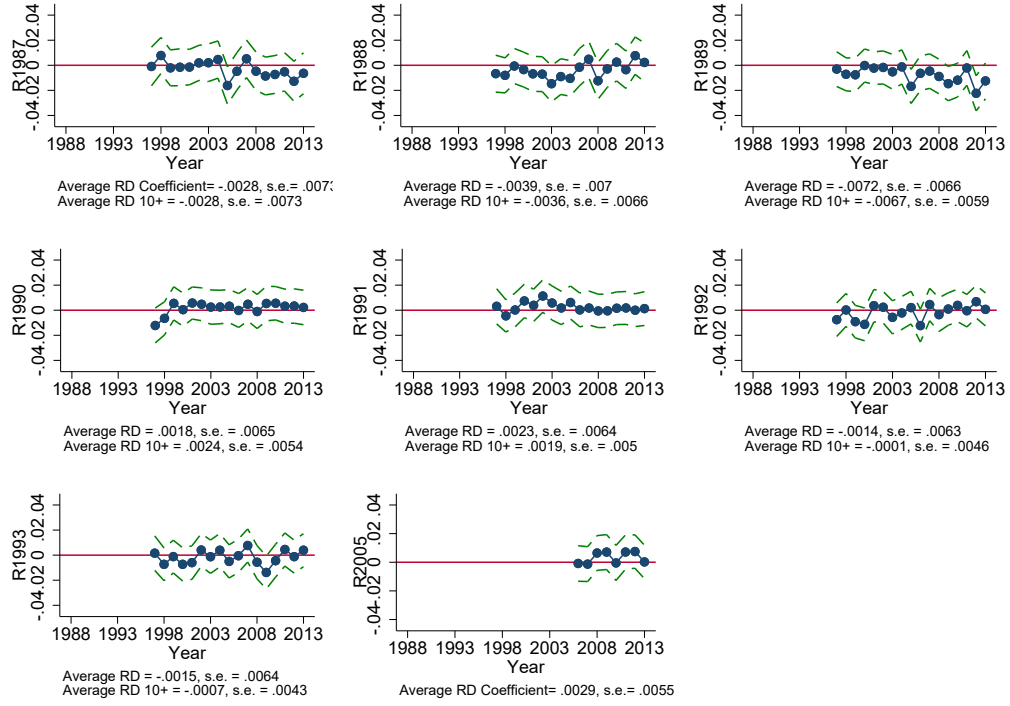 R1987
-.04-.02 0 .02.04
1988 1993 1998 2003 2008 2013
Year
Average RD Coefficient= -.0028, s.e.= .0073
Average RD 10+ = -.0028, s.e. = .0073
R1988
-.04-.02 0 .02.04
1988 1993 1998 2003 2008 2013
Year
Average RD = -.0039, s.e. = .007
Average RD 10+ = -.0036, s.e. = .0066
R1989
-.04-.02 0 .02.04
1988 1993 1998 2003 2008 2013
Year
Average RD = -.0072, s.e. = .0066
Average RD 10+ = -.0067, s.e. = .0059
R1990
-.04-.02 0 .02.04
1988 1993 1998 2003 2008 2013
Year
Average RD = .0018, s.e. = .0065
Average RD 10+ = .0024, s.e. = .0054
R1991
-.04-.02 0 .02.04
1988 1993 1998 2003 2008 2013
Year
Average RD = .0023, s.e. = .0064
Average RD 10+ = .0019, s.e. = .005
R1992
-.04-.02 0 .02.04
1988 1993 1998 2003 2008 2013
Year
Average RD = -.0014, s.e. = .0063
Average RD 10+ = -.0001, s.e. = .0046
R1993
-.04-.02 0 .02.04
1988 1993 1998 2003 2008 2013
Year
Average RD = -.0015, s.e. = .0064
Average RD 10+ = -.0007, s.e. = .0043
R2005
-.04-.02 0 .02.04
1988 1993 1998 2003 2008 2013
Year
Average RD Coefficient= .0029, s.e.= .0055